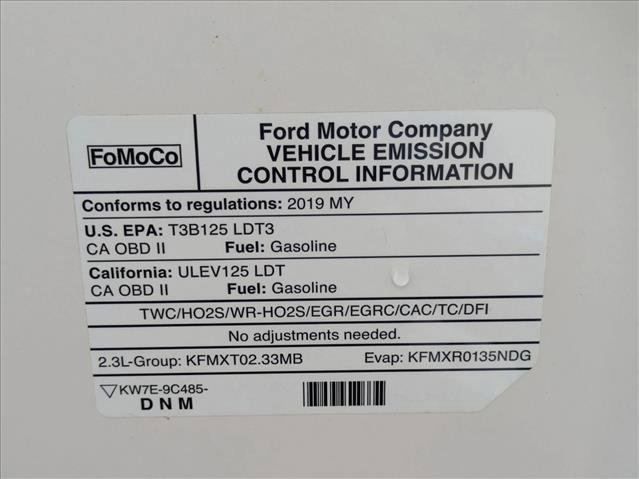 FoMoCo
Ford Motor Company
VEHICLE EMISSION
CONTROL INFORMATION
Conforms to regulations: 2019 MY
U.S. EPA: T3B125 LDT3
CA OBD II Fuel: Gasoline
California: ULEV125 LDT
CA OBD II Fuel: Gasoline
TWC/HO2S/WR-HO2S/EGR/EGRC/CAC/TC/DFI
No adjustments needed.
2.3L-Group: KFMXT02.33MB Evap: KFMXR0135NDG
KW7E-9C485-
DNM